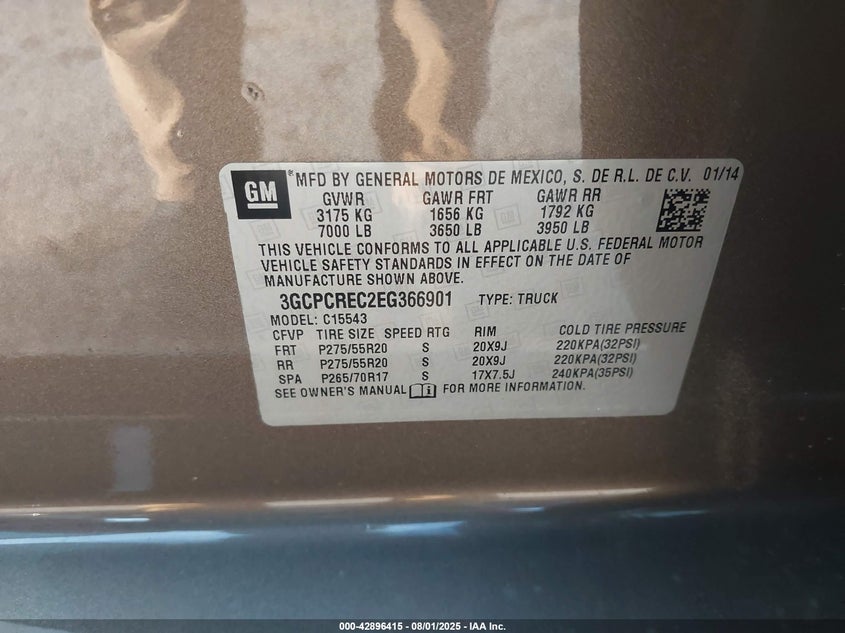 GM ® MFD BY GENERAL MOTORS DE MEXICO, S. DE R.L. DE C.V. 01/14
GVWR GAWR FRT GAWR RR
3175 KG 1656 KG 1792 KG
7000 LB 3650 LB 3950 LB
THIS VEHICLE CONFORMS TO ALL APPLICABLE U.S. FEDERAL MOTOR
VEHICLE SAFETY STANDARDS IN EFFECT ON THE DATE OF
MANUFACTURE SHOWN ABOVE.
3GCPCREC2EG366901 TYPE: TRUCK
MODEL: C15543
CFVP TIRE SIZE SPEED RTG RIM COLD TIRE PRESSURE
FRT P275/55R20 S 20X9J 220KPA(32PSI)
RR P275/55R20 S 20X9J 220KPA(32PSI)
SPA P265/70R17 S 17X7.5J 240KPA(35PSI)
SEE OWNER'S MANUAL FOR MORE INFORMATION.
000-42896415 - 08/01/2025 - IAA Inc.